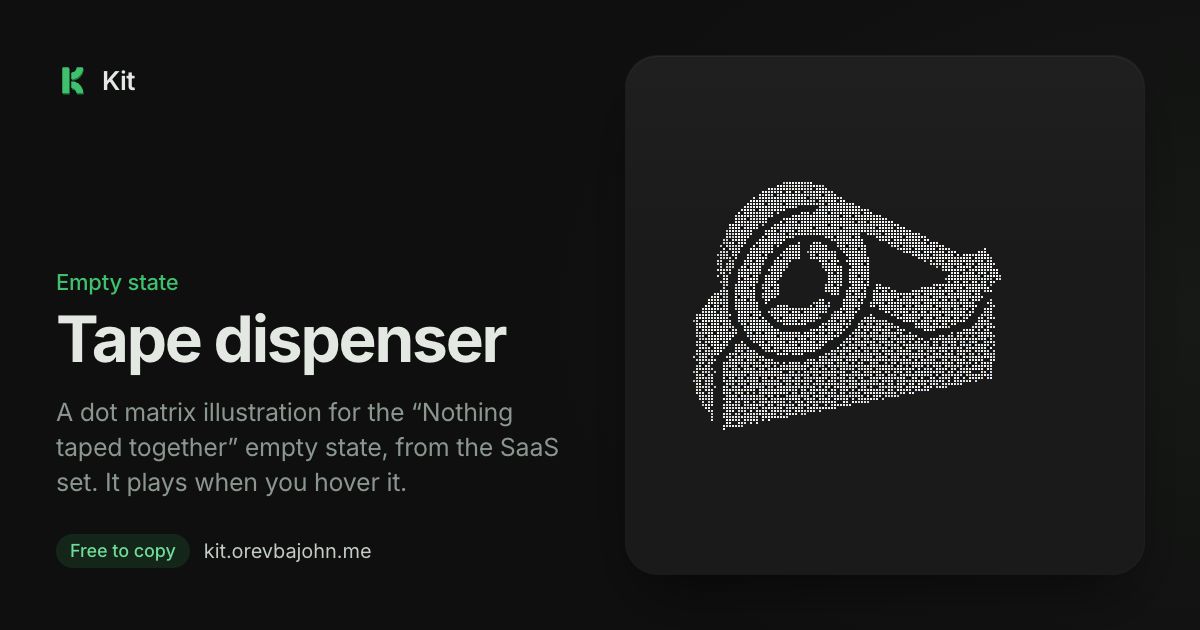 Kit
Empty state
Tape dispenser
A dot matrix illustration for the “Nothing
taped together” empty state, from the SaaS
set. It plays when you hover it.
Free to copy
kit.orevbajohn.me